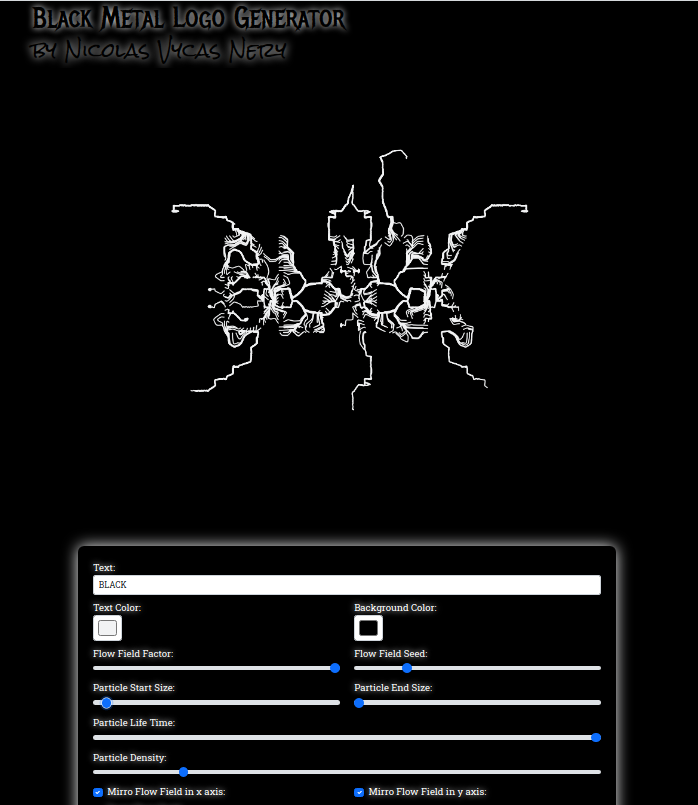 Black Metal Logo Generator
by Nicolas Vycas Nery
Text:
BLACK
Text Color: Background Color:
Flow Field Factor: Flow Field Seed:
Particle Start Size: Particle End Size:
Particle Life Time:
Particle Density:
Mirro Flow Field in x axis: Mirro Flow Field in y axis: